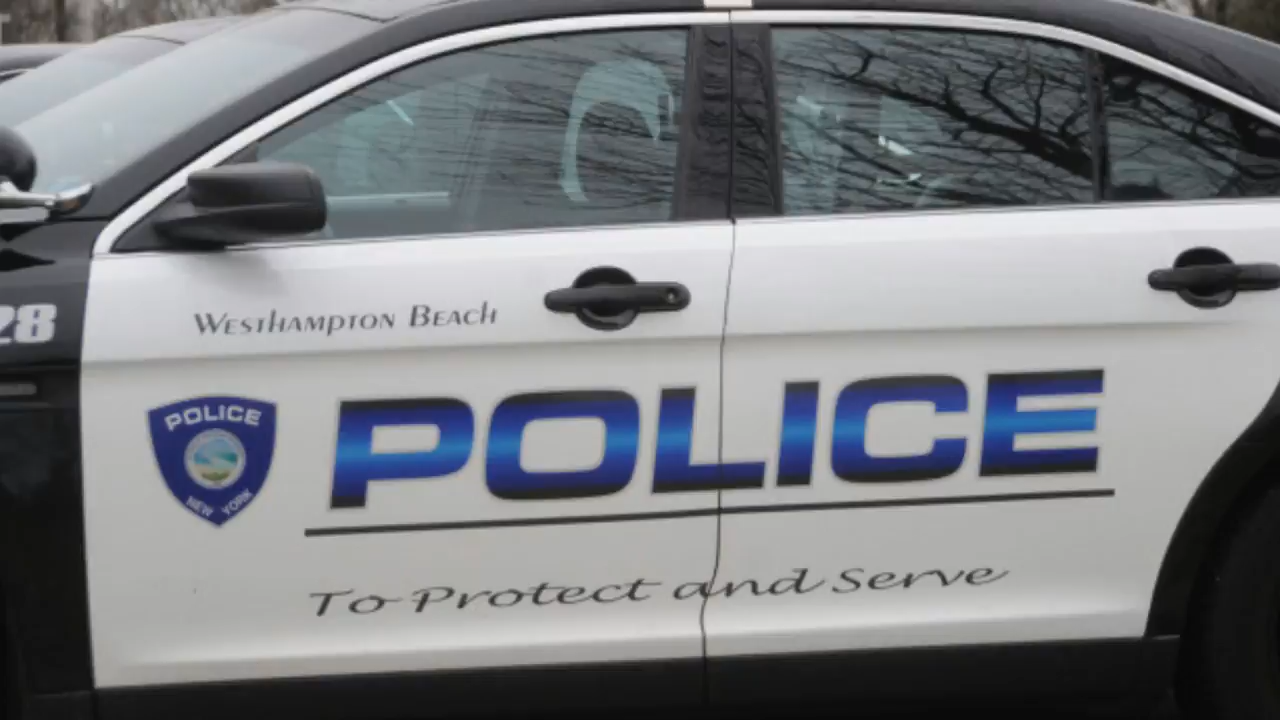 28
Westhampton Beach
POLICE
NEW YORK
POLICE
To Protect and Serve